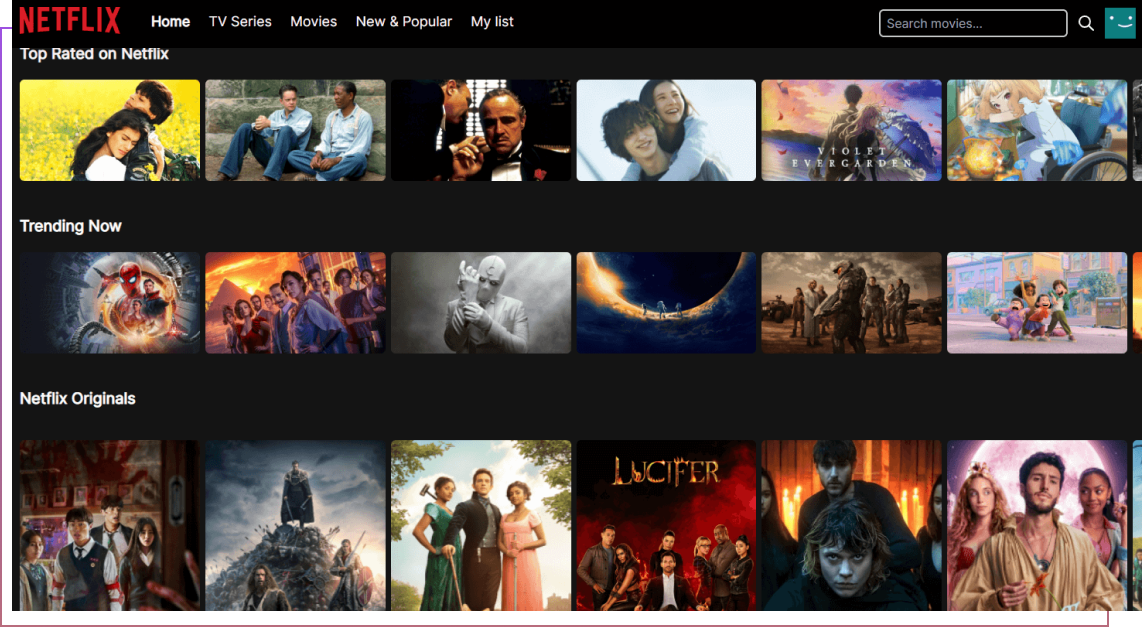 NETFLIX Home TV Series Movies New & Popular My list Search movies...
Top Rated on Netflix
VIOLET
EVERGARDEN
Trending Now
Netflix Originals
LUCIFER